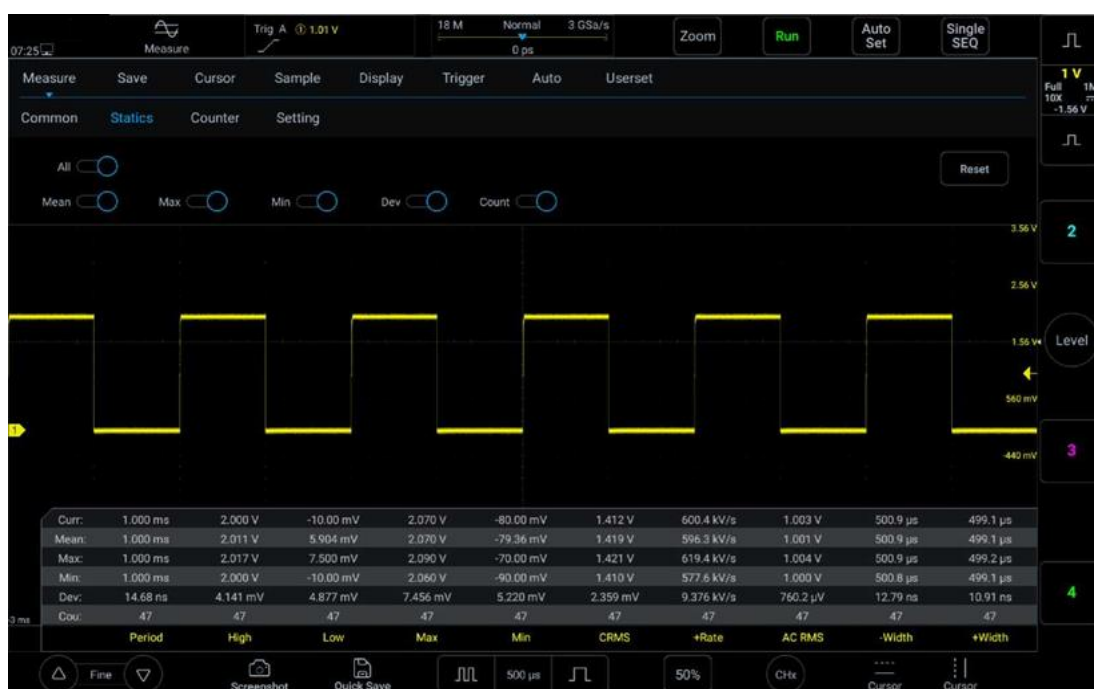 Trig A ① 1.01 V
18 M Normal 3 GSa/s
07:25 Measure
0 ps
Zoom
Run
Auto
Set
Single
SEQ
Measure Save Cursor Sample Display Trigger Auto Userset
1 V
Full 1M
10X
-1.56 V
Common Statics Counter Setting
All
Reset
Mean Max Min Dev Count
3.56 V
2
2.56 V
1.56 V
Level
560 mV
1
-440 mV
3
Curr: 1.000 ms 2.000 V -10.00 mV 2.070 V -80.00 mV 1.412 V 600.4 kV/s 1.003 V 500.9 µs 499.1 µs
Mean: 1.000 ms 2.011 V 5.904 mV 2.070 V -79.36 mV 1.419 V 596.3 kV/s 1.001 V 500.9 µs 499.1 µs
Max: 1.000 ms 2.017 V 7.500 mV 2.090 V -70.00 mV 1.421 V 619.4 kV/s 1.004 V 500.9 µs 499.2 µs
Min: 1.000 ms 2.000 V -10.00 mV 2.060 V -90.00 mV 1.410 V 577.6 kV/s 1.000 V 500.8 µs 499.1 µs
Dev: 14.68 ns 4.141 mV 4.877 mV 7.456 mV 5.220 mV 2.359 mV 9.376 kV/s 760.2 µV 12.79 ns 10.91 ns
4
-3 ms
Cou: 47 47 47 47 47 47 47 47 47 47
Period High Low Max Min CRMS +Rate AC RMS -Width +Width
Fine
Screenshot
Quick Save
500 µs
50%
CHx
Cursor
Cursor